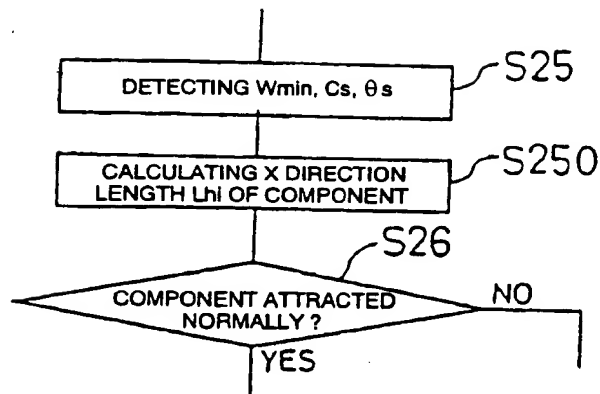 DETECTING Wmin, Cs, θs
S25
CALCULATING X DIRECTION
LENGTH Lhi OF COMPONENT
S250
S26
COMPONENT ATTRACTED
NORMALLY ?
NO
YES